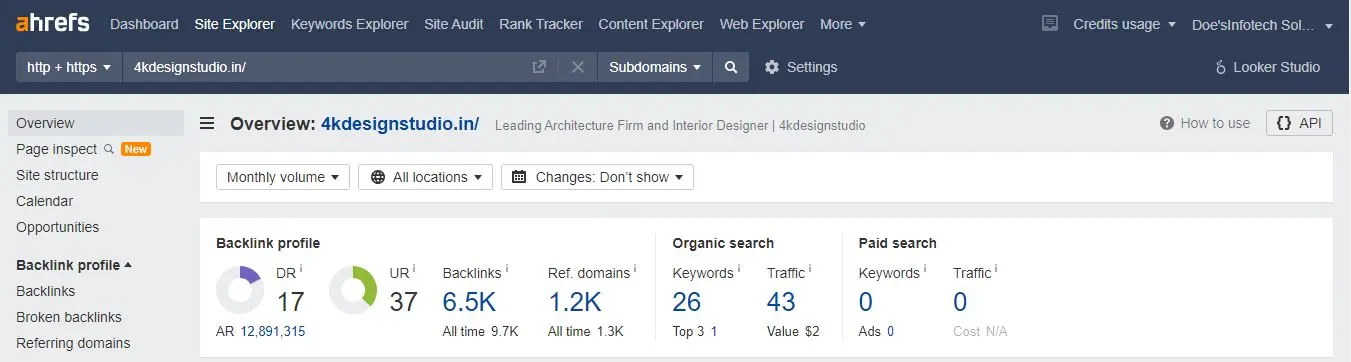 ahrefs Dashboard Site Explorer Keywords Explorer Site Audit Rank Tracker Content Explorer Web Explorer More Credits usage Doe'sInfotech Sol...
http + https 4kdesignstudio.in/ Subdomains Settings Looker Studio
Overview
Page inspect New
Site structure
Calendar
Opportunities
Backlink profile
Backlinks
Broken backlinks
Referring domains
Overview: 4kdesignstudio.in/ Leading Architecture Firm and Interior Designer | 4kdesignstudio How to use {} API
Monthly volume All locations Changes: Don't show
Backlink profile
DR i UR i Backlinks i Ref. domains i
17 37 6.5K 1.2K
AR 12,891,315 All time 9.7K All time 1.3K
Organic search
Keywords i Traffic i
26 43
Top 3 1 Value $2
Paid search
Keywords i Traffic i
0 0
Ads 0 Cost N/A